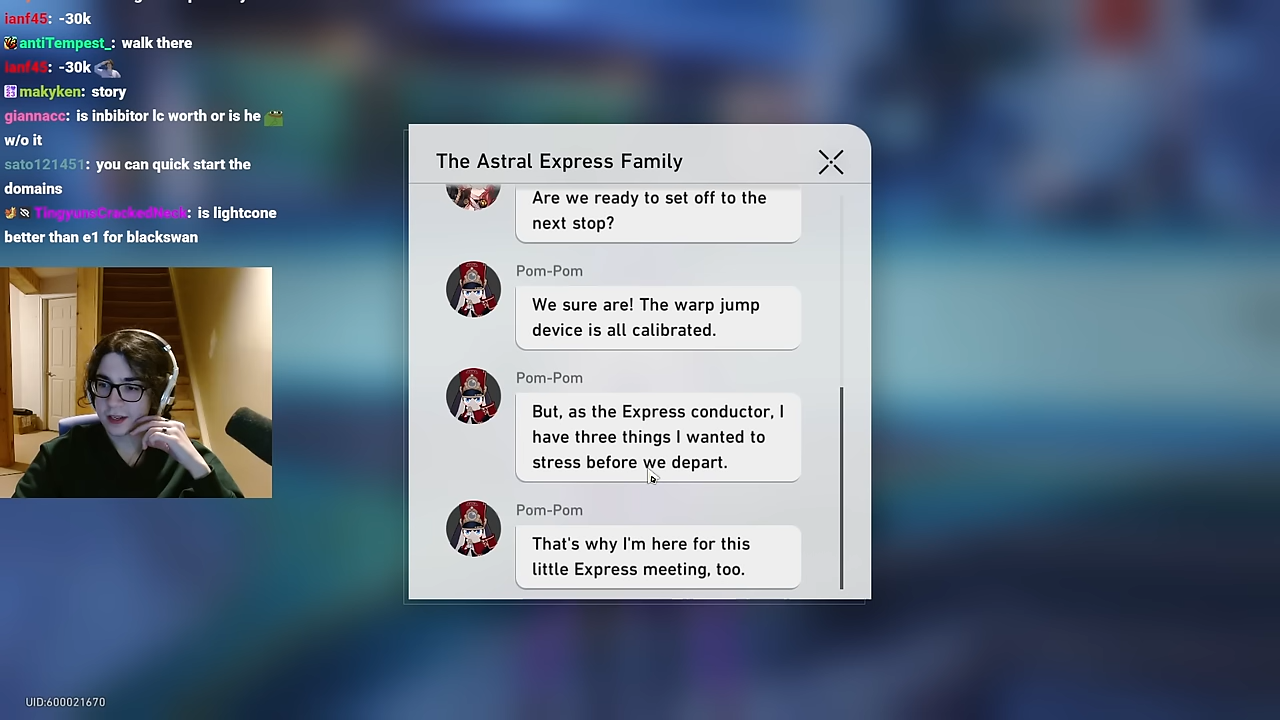 ianf45: -30k
antiTempest_: walk there
ianf45: -30k
makyken: story
giannacc: is inbibitor lc worth or is he
w/o it
sato121451: you can quick start the
domains
TingyunsCrackedNeck: is lightcone
better than e1 for blackswan
The Astral Express Family
Are we ready to set off to the
next stop?
Pom-Pom
We sure are! The warp jump
device is all calibrated.
Pom-Pom
But, as the Express conductor, I
have three things I wanted to
stress before we depart.
Pom-Pom
That's why I'm here for this
little Express meeting, too.
UID:600021670